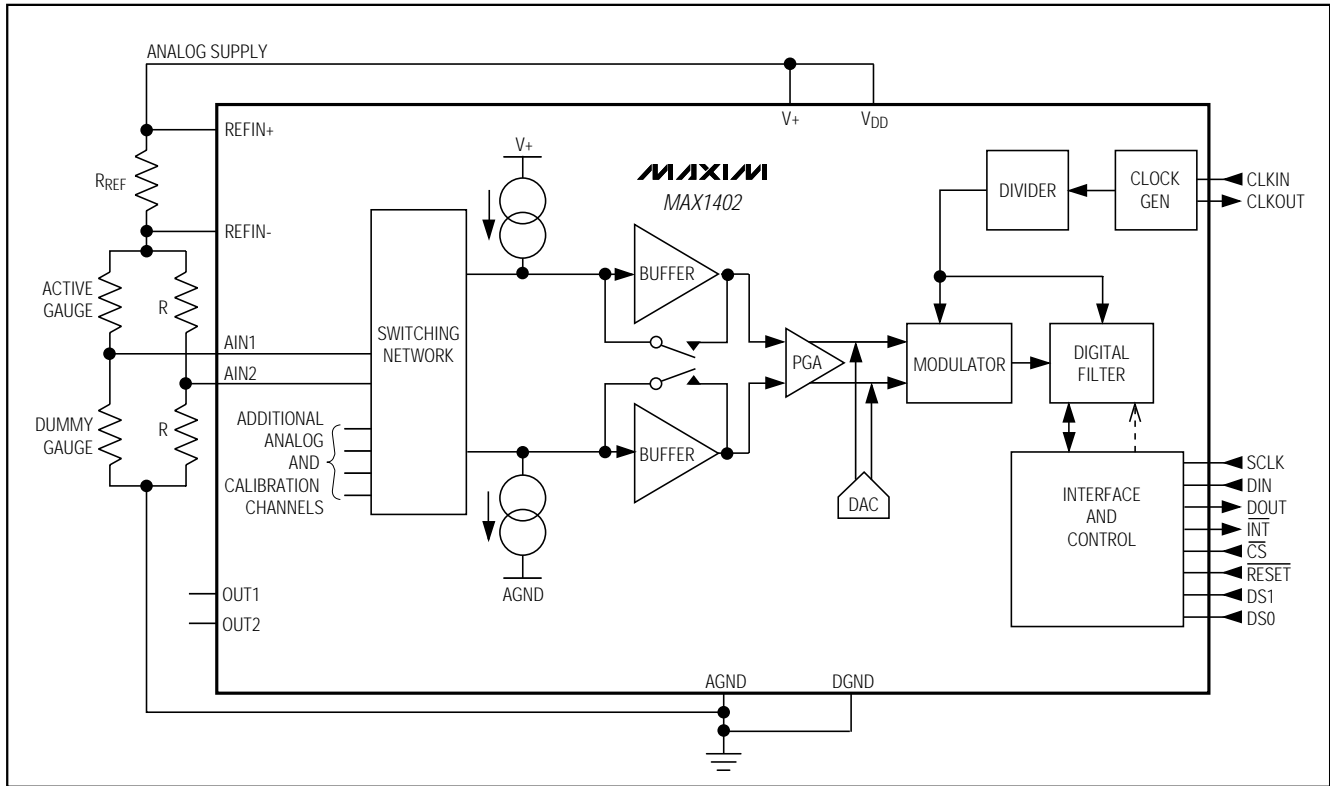 ANALOG SUPPLY
REFIN+
V+
VDD
RREF
V+
MAXIM
MAX1402
DIVIDER
CLOCK
GEN
CLKIN
CLKOUT
REFIN-
ACTIVE
GAUGE
R
SWITCHING
NETWORK
BUFFER
AIN1
AIN2
PGA
MODULATOR
DIGITAL
FILTER
DUMMY
GAUGE
R
ADDITIONAL
ANALOG
AND
CALIBRATION
CHANNELS
BUFFER
DAC
INTERFACE
AND
CONTROL
SCLK
DIN
DOUT
INT
CS
RESET
DS1
DS0
AGND
OUT1
OUT2
AGND
DGND